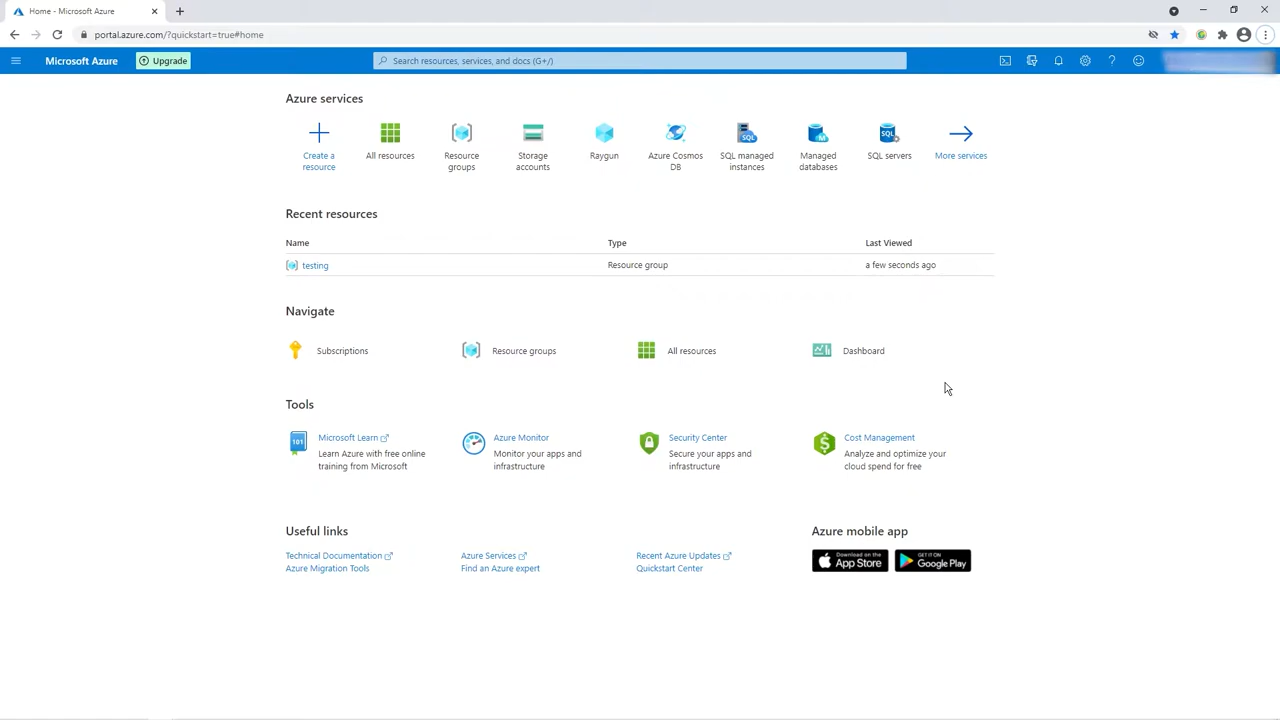 Home - Microsoft Azure
portal.azure.com/?quickstart=true#home
Microsoft Azure
Upgrade
Search resources, services, and docs (G+/)
Azure services
Create a
resource
All resources
Resource
groups
Storage
accounts
Raygun
Azure Cosmos
DB
SQL managed
instances
Managed
databases
SQL servers
More services
Recent resources
Name Type Last Viewed
testing Resource group a few seconds ago
Navigate
Subscriptions Resource groups All resources Dashboard
Tools
Microsoft Learn
Learn Azure with free online
training from Microsoft
Azure Monitor
Monitor your apps and
infrastructure
Security Center
Secure your apps and
infrastructure
Cost Management
Analyze and optimize your
cloud spend for free
Useful links
Technical Documentation
Azure Services
Recent Azure Updates
Azure Migration Tools
Find an Azure expert
Quickstart Center
Azure mobile app
Download on the
App Store
GET IT ON
Google Play